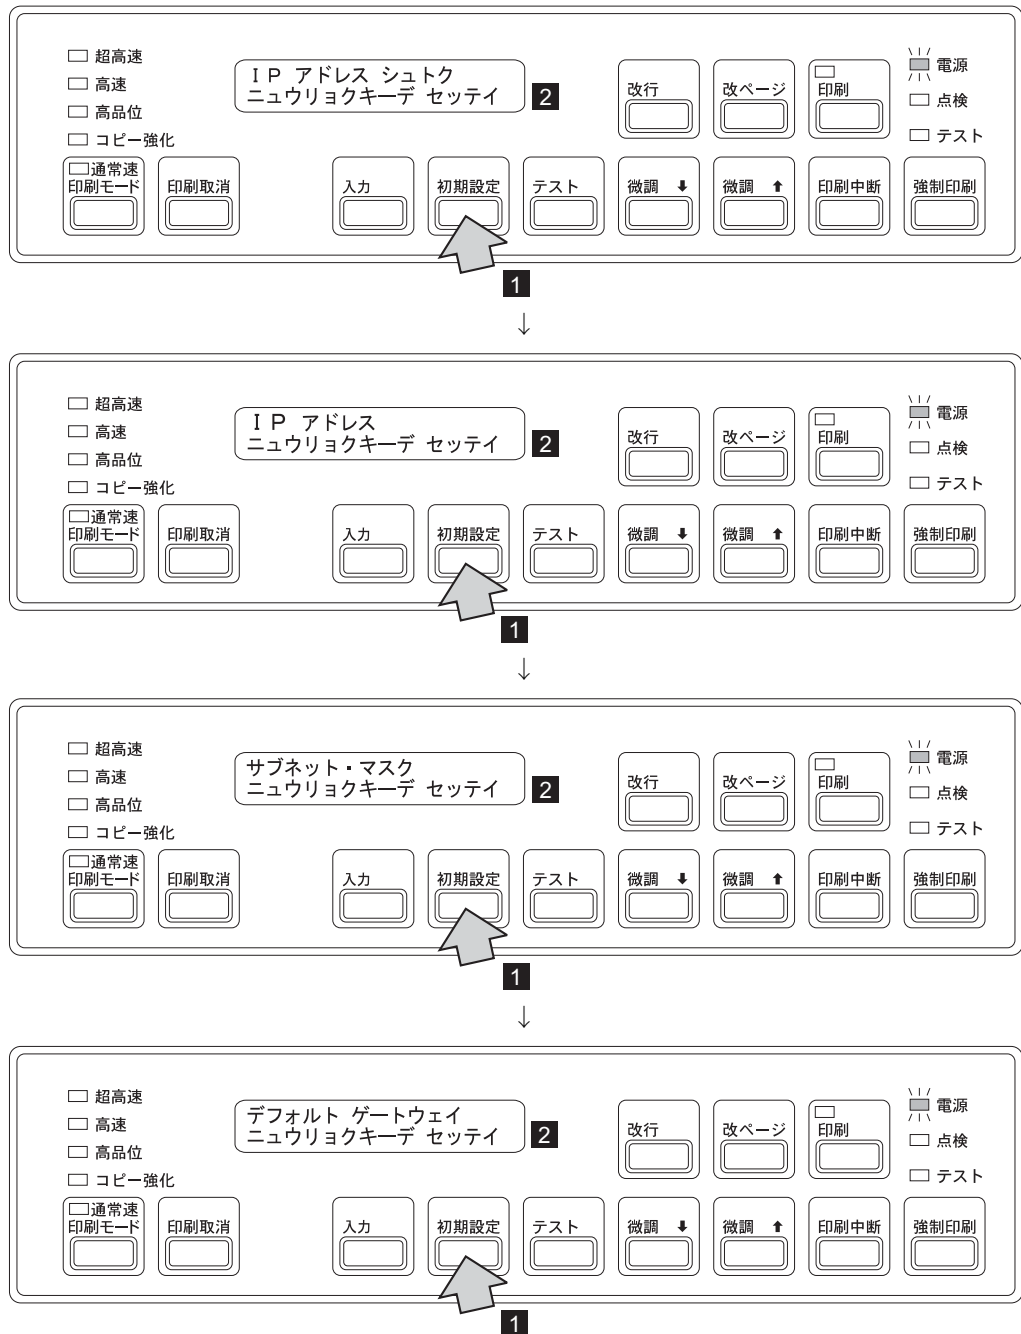 超高速
高速
高品位
コピー強化
IP アドレス シュトク
ニュウリョクキーデ セッテイ
2
改行
改ページ
印刷
電源
点検
テスト
通常速
印刷モード
印刷取消
入力
初期設定
テスト
微調 ⬇
微調 ⬆
印刷中断
強制印刷
1
↓
超高速
高速
高品位
コピー強化
IP アドレス
ニュウリョクキーデ セッテイ
2
改行
改ページ
印刷
電源
点検
テスト
通常速
印刷モード
印刷取消
入力
初期設定
テスト
微調 ⬇
微調 ⬆
印刷中断
強制印刷
1
↓
超高速
高速
高品位
コピー強化
サブネット・マスク
ニュウリョクキーデ セッテイ
2
改行
改ページ
印刷
電源
点検
テスト
通常速
印刷モード
印刷取消
入力
初期設定
テスト
微調 ⬇
微調 ⬆
印刷中断
強制印刷
1
↓
超高速
高速
高品位
コピー強化
デフォルト ゲートウェイ
ニュウリョクキーデ セッテイ
2
改行
改ページ
印刷
電源
点検
テスト
通常速
印刷モード
印刷取消
入力
初期設定
テスト
微調 ⬇
微調 ⬆
印刷中断
強制印刷
1